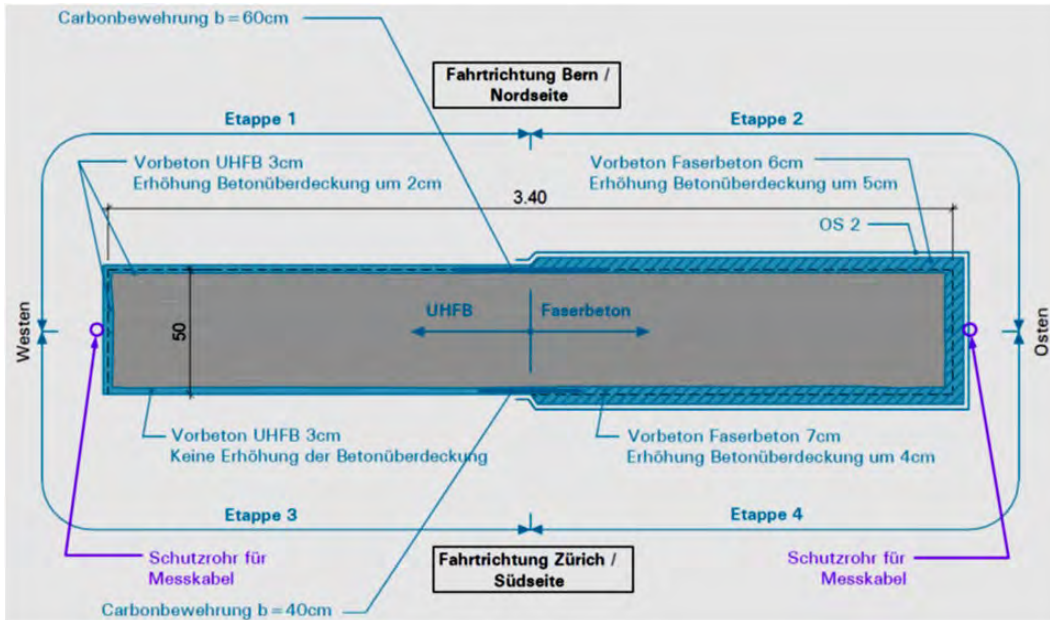 Carbonbewehrung b = 60cm
Fahrtrichtung Bern /
Nordseite
Etappe 1
Etappe 2
Vorbeton UHFB 3cm
Erhöhung Betonüberdeckung um 2cm
Vorbeton Faserbeton 6cm
Erhöhung Betonüberdeckung um 5cm
3.40
OS 2
Westen
50
UHFB
Faserbeton
Osten
Vorbeton UHFB 3cm
Keine Erhöhung der Betonüberdeckung
Vorbeton Faserbeton 7cm
Erhöhung Betonüberdeckung um 4cm
Etappe 3
Etappe 4
Schutzrohr für
Messkabel
Fahrtrichtung Zürich /
Südseite
Schutzrohr für
Messkabel
Carbonbewehrung b = 40cm